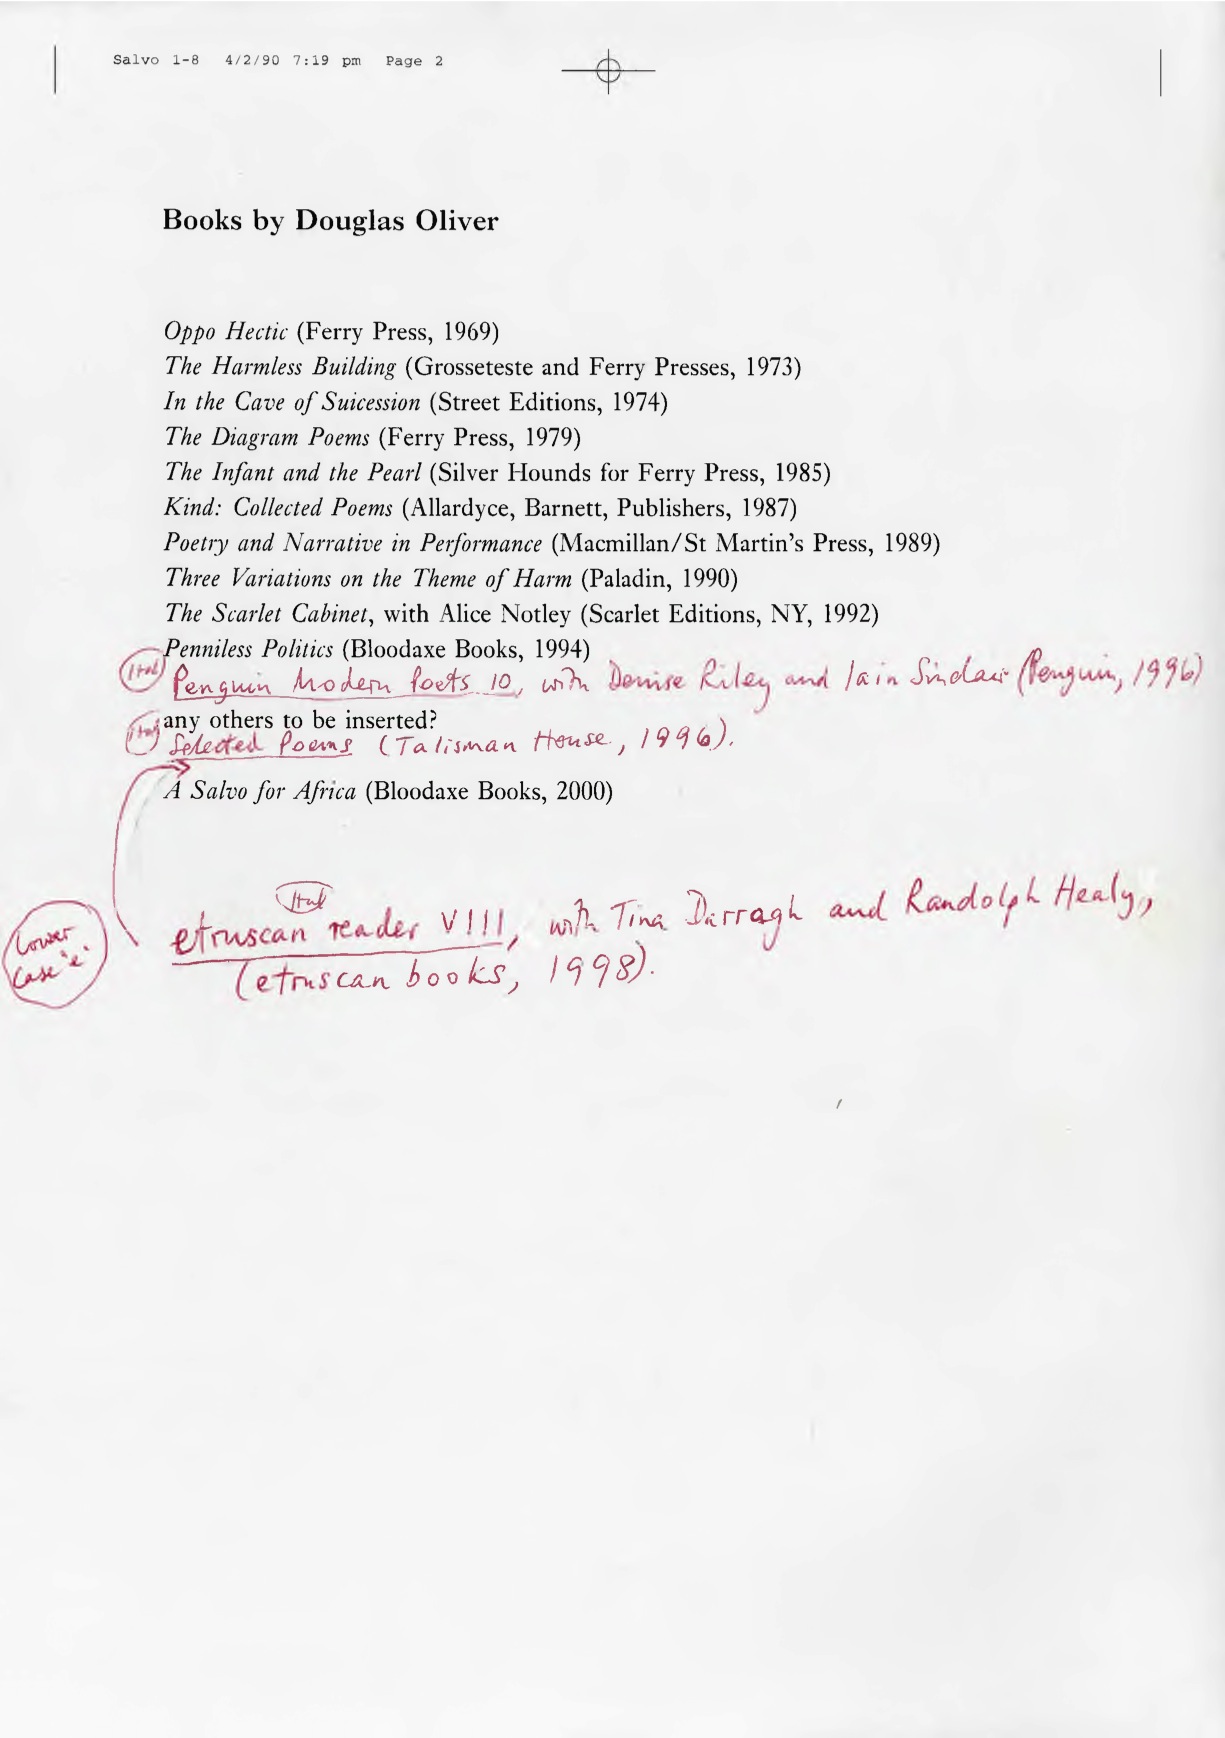 Salvo 1-8 4/2/90 7:19 pm Page 2
Books by Douglas Oliver
Oppo Hectic (Ferry Press, 1969)
The Harmless Building (Grosseteste and Ferry Presses, 1973)
In the Cave of Suicession (Street Editions, 1974)
The Diagram Poems (Ferry Press, 1979)
The Infant and the Pearl (Silver Hounds for Ferry Press, 1985)
Kind: Collected Poems (Allardyce, Barnett, Publishers, 1987)
Poetry and Narrative in Performance (Macmillan/St Martin's Press, 1989)
Three Variations on the Theme of Harm (Paladin, 1990)
The Scarlet Cabinet, with Alice Notley (Scarlet Editions, NY, 1992)
Penniless Politics (Bloodaxe Books, 1994)
Ital Penguin Modern Poets 10, with Denise Riley and Iain Sinclair (Penguin, 1996)
any others to be inserted?
Ital Selected Poems (Talisman House, 1996).
A Salvo for Africa (Bloodaxe Books, 2000)
Ital
etruscan reader VIII, with Tina Darragh and Randolph Healy,
(etruscan books, 1998).
Lower
Case "e"